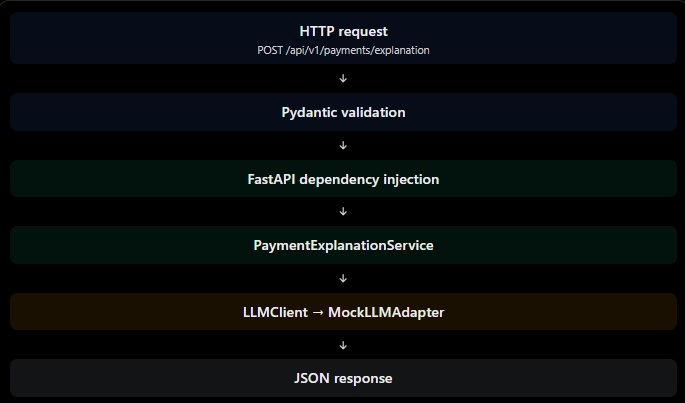 HTTP request
POST /api/v1/payments/explanation
↓
Pydantic validation
↓
FastAPI dependency injection
↓
PaymentExplanationService
↓
LLMClient → MockLLMAdapter
↓
JSON response